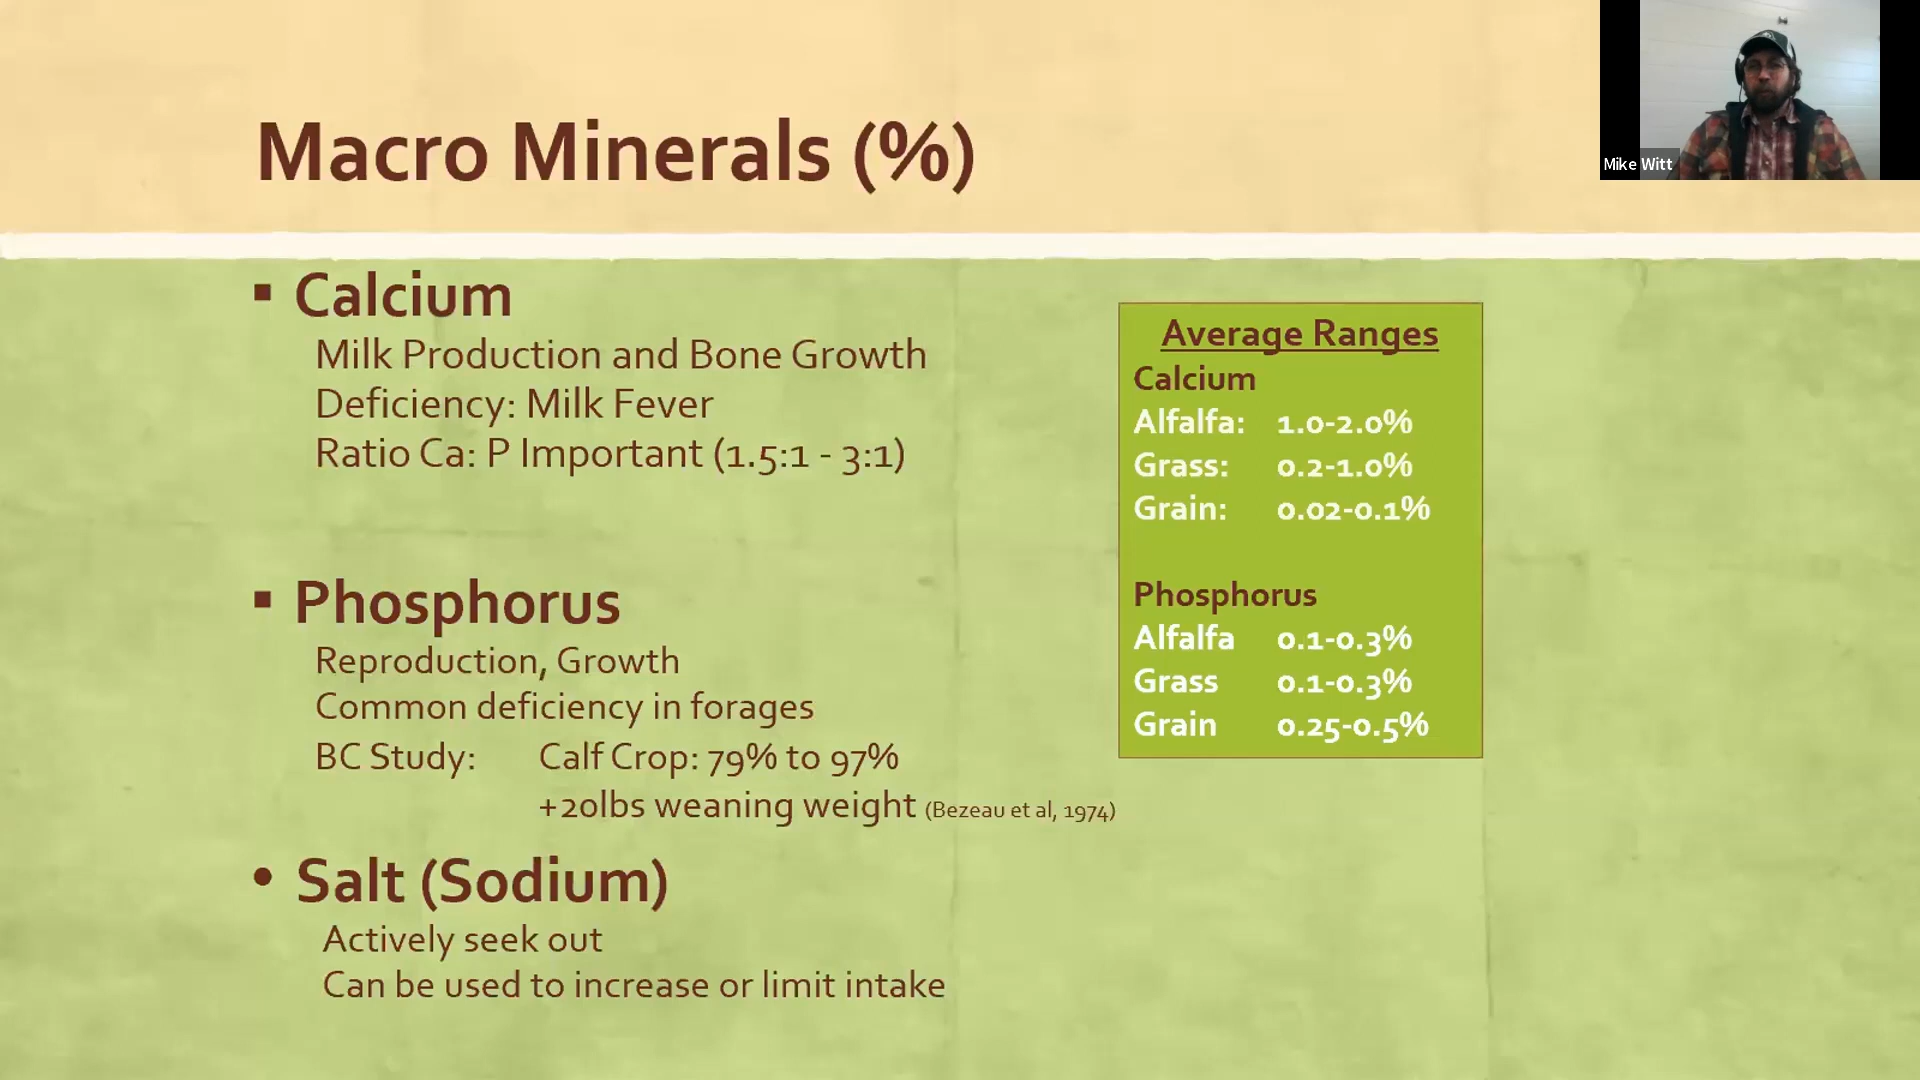 Macro Minerals (%)
Mike Witt
▪ Calcium
Milk Production and Bone Growth
Deficiency: Milk Fever
Ratio Ca: P Important (1.5:1 - 3:1)
▪ Phosphorus
Reproduction, Growth
Common deficiency in forages
BC Study: Calf Crop: 79% to 97%
+20lbs weaning weight (Bezeau et al, 1974)
• Salt (Sodium)
Actively seek out
Can be used to increase or limit intake
Average Ranges
Calcium
Alfalfa: 1.0-2.0%
Grass: 0.2-1.0%
Grain: 0.02-0.1%
Phosphorus
Alfalfa 0.1-0.3%
Grass 0.1-0.3%
Grain 0.25-0.5%